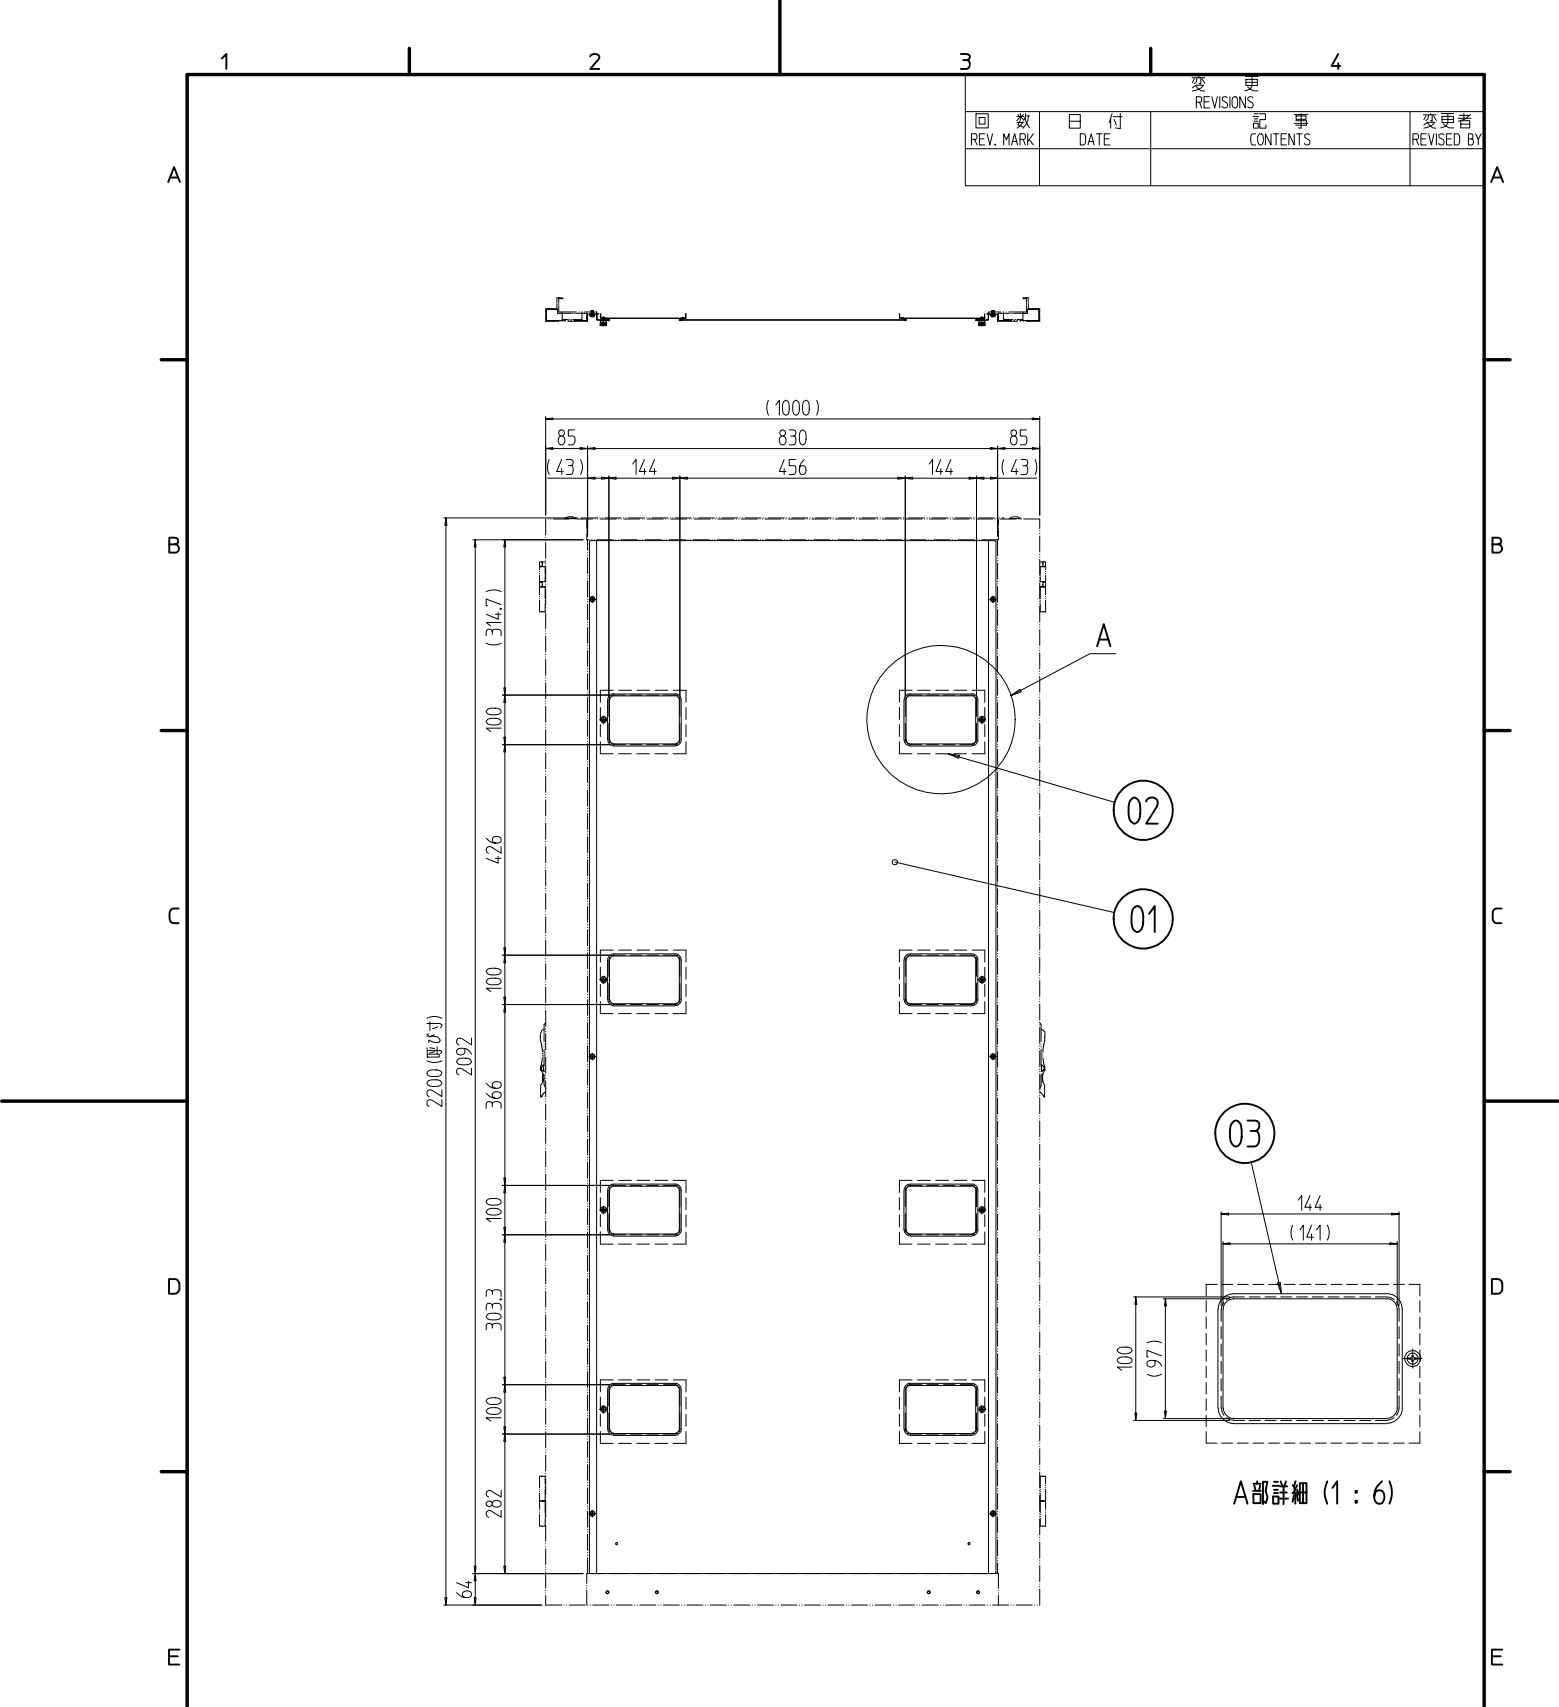 1 2 3 4
変 更
REVISIONS
回 数 日 付 記 事 変更者
REV. MARK DATE CONTENTS REVISED BY
A A
(1000)
85 830 85
(43) 144 456 144 (43)
B B
(314.7)
A
100
02
426
01
C C
100
2200(呼び寸)
2092
366
03
100
144
(141)
D D
303.3
100
(97)
100
A部詳細 (1 : 6)
282
64
E E